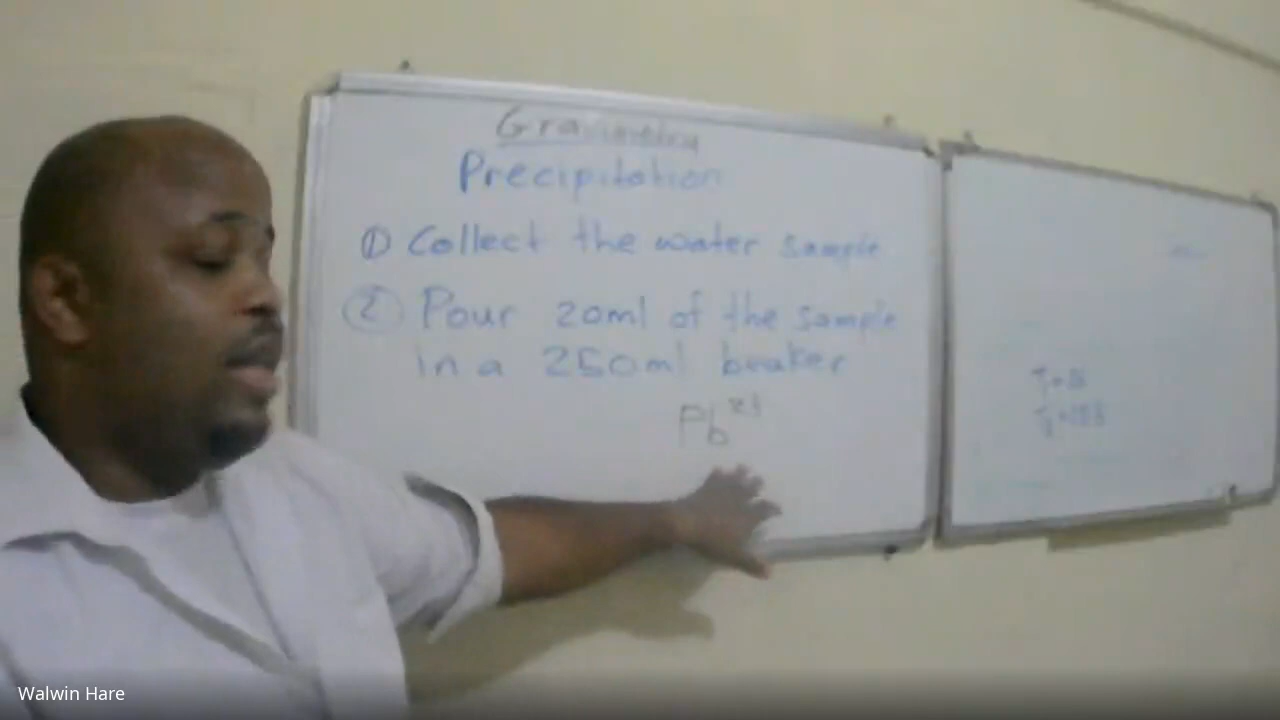 Gravimetry
Precipitation
① Collect the water sample
② Pour 20ml of the sample
in a 250ml beaker
Pb²⁺
Walwin Hare